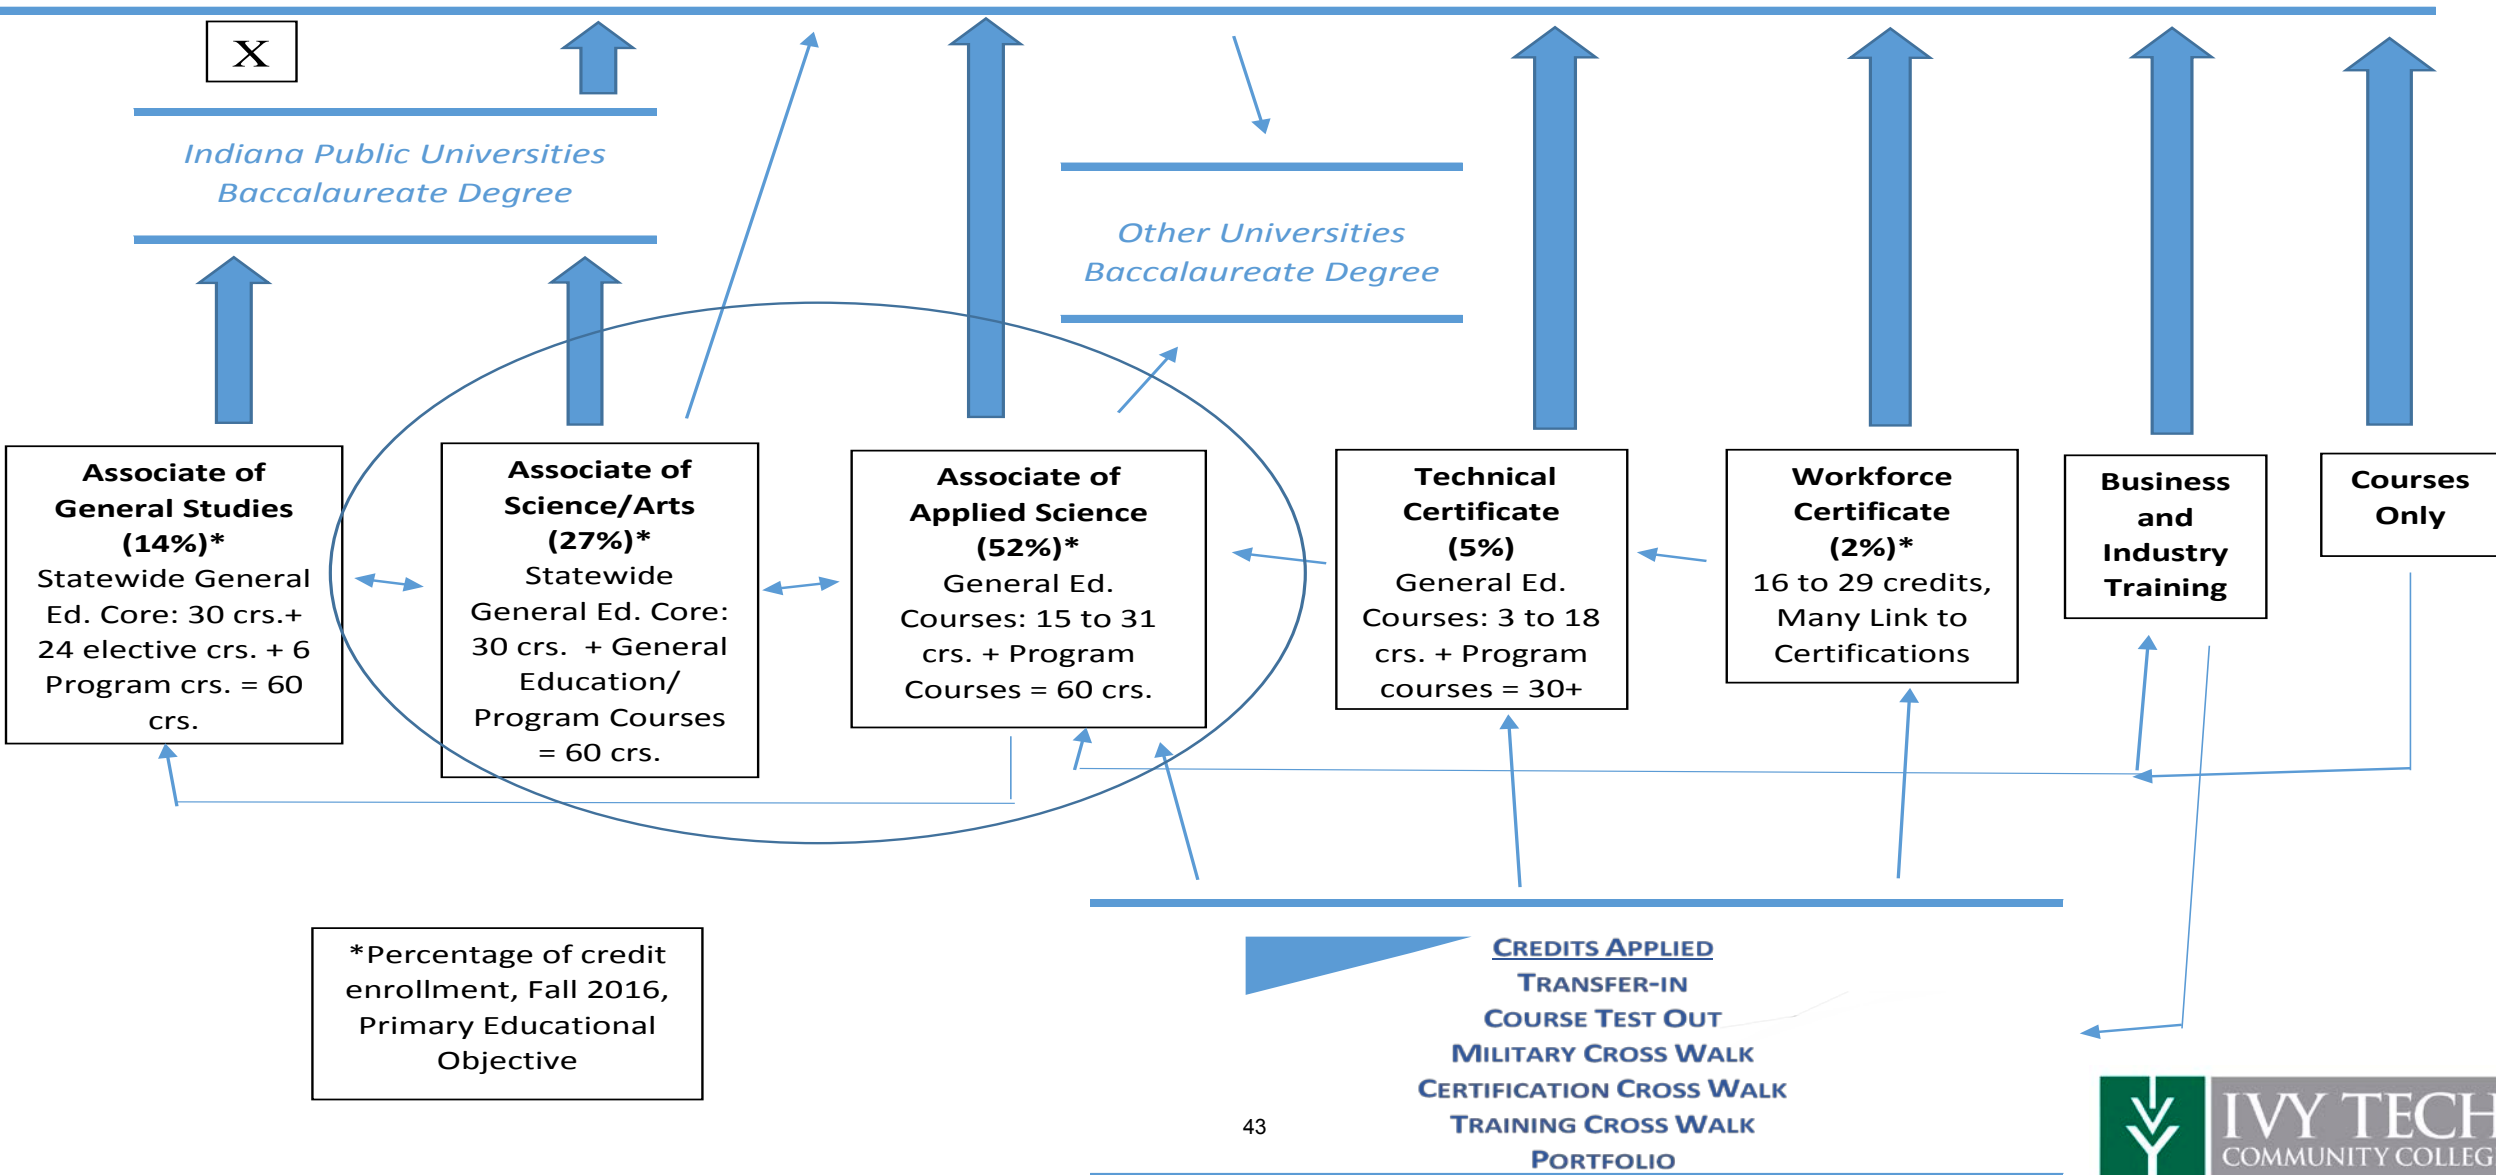 X
Indiana Public Universities
Baccalaureate Degree
Other Universities
Baccalaureate Degree
Associate of
General Studies
(14%)*
Statewide General
Ed. Core: 30 crs.+
24 elective crs. + 6
Program crs. = 60
crs.
Associate of
Science/Arts
(27%)*
Statewide
General Ed. Core:
30 crs. + General
Education/
Program Courses
= 60 crs.
Associate of
Applied Science
(52%)*
General Ed.
Courses: 15 to 31
crs. + Program
Courses = 60 crs.
Technical
Certificate
(5%)
General Ed.
Courses: 3 to 18
crs. + Program
courses = 30+
Workforce
Certificate
(2%)*
16 to 29 credits,
Many Link to
Certifications
Business
and
Industry
Training
Courses
Only
*Percentage of credit
enrollment, Fall 2016,
Primary Educational
Objective
CREDITS APPLIED
TRANSFER-IN
COURSE TEST OUT
MILITARY CROSS WALK
CERTIFICATION CROSS WALK
TRAINING CROSS WALK
PORTFOLIO
43
IVY TECH
COMMUNITY COLLEG